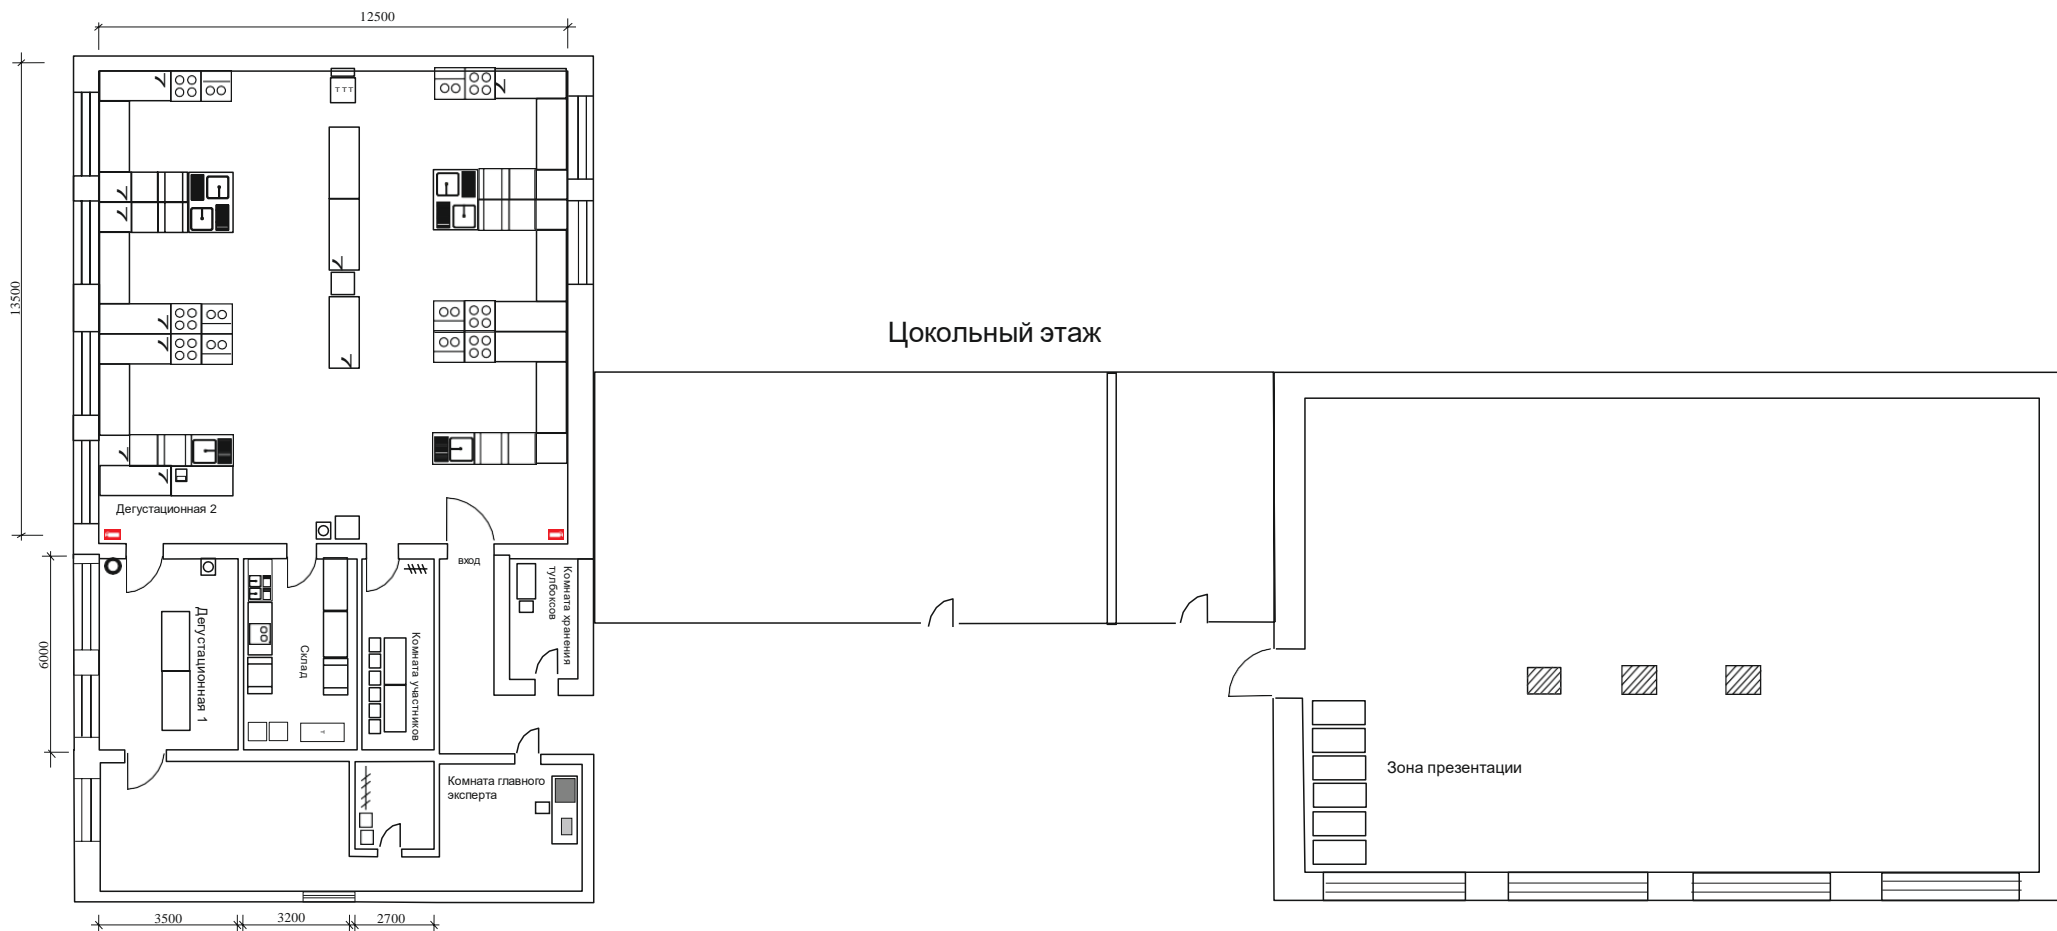 12500
ТТТ
13500
Цокольный этаж
Дегустационная 2
вход
Комната хранения
тулбоксов
6000
Дегустационная 1
Склад
Комната участников
т
Комната главного
эксперта
Зона презентации
3500
3200
2700